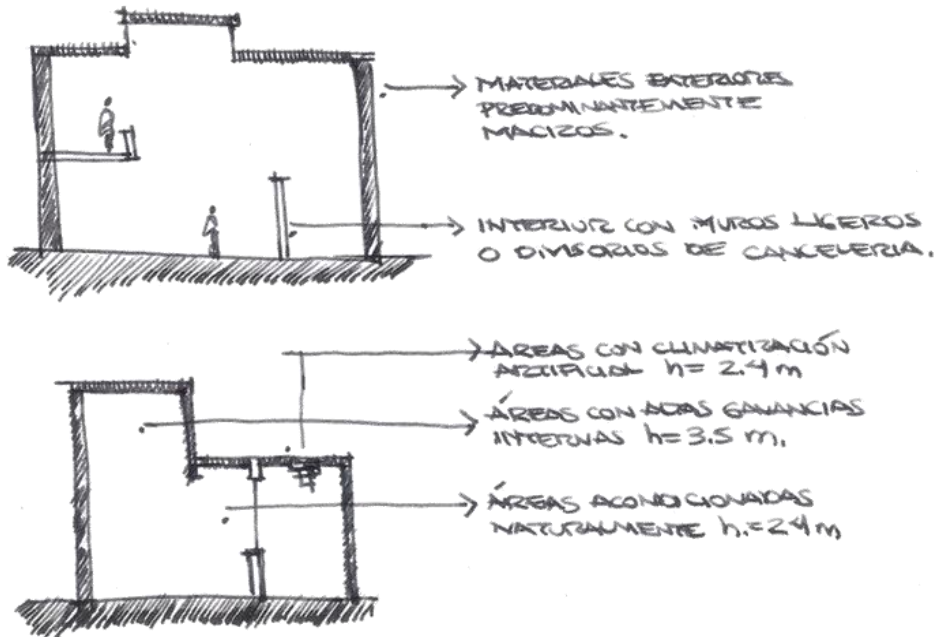 MATERIALES EXTERIORES
PREDOMINANTEMENTE
MACIZOS.
INTERIUR CON MUROS LIGEROS
O DIVISORIOS DE CANCELERIA.
ÁREAS CON CLIMATIZACIÓN
ARTIFICIAL h= 2.4 m
ÁREAS CON ALTAS GANANCIAS
INTERNAS h= 3.5 m.
ÁREAS ACONDICIONADAS
NATURALMENTE h.= 2.4 m